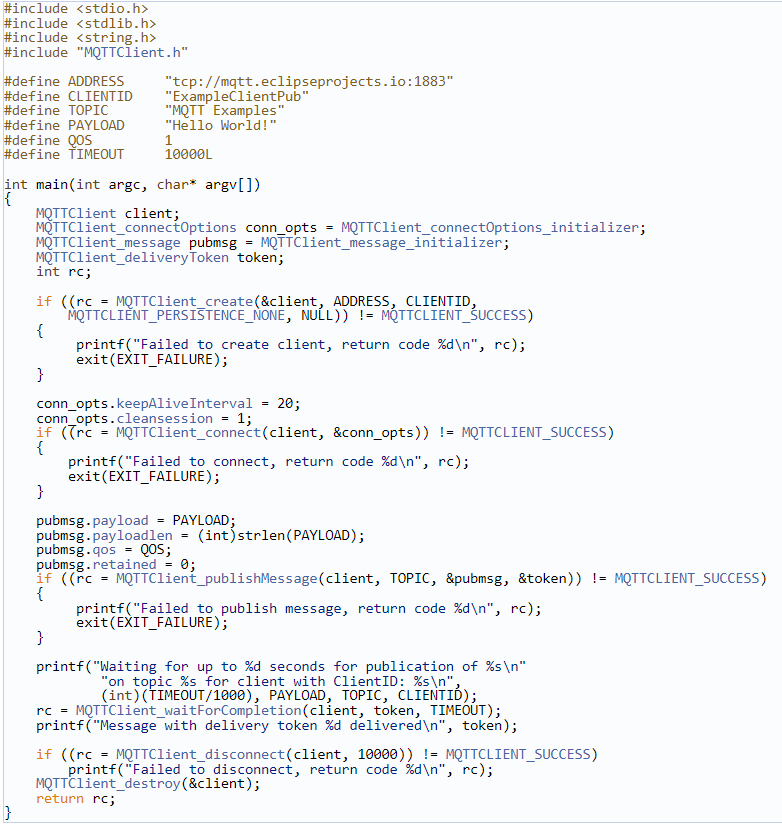 #include <stdio.h>
#include <stdlib.h>
#include <string.h>
#include "MQTTClient.h"

#define ADDRESS     "tcp://mqtt.eclipseprojects.io:1883"
#define CLIENTID    "ExampleClientPub"
#define TOPIC       "MQTT Examples"
#define PAYLOAD     "Hello World!"
#define QOS         1
#define TIMEOUT     10000L

int main(int argc, char* argv[])
{
    MQTTClient client;
    MQTTClient_connectOptions conn_opts = MQTTClient_connectOptions_initializer;
    MQTTClient_message pubmsg = MQTTClient_message_initializer;
    MQTTClient_deliveryToken token;
    int rc;

    if ((rc = MQTTClient_create(&client, ADDRESS, CLIENTID,
        MQTTCLIENT_PERSISTENCE_NONE, NULL)) != MQTTCLIENT_SUCCESS)
    {
         printf("Failed to create client, return code %d\n", rc);
         exit(EXIT_FAILURE);
    }

    conn_opts.keepAliveInterval = 20;
    conn_opts.cleansession = 1;
    if ((rc = MQTTClient_connect(client, &conn_opts)) != MQTTCLIENT_SUCCESS)
    {
        printf("Failed to connect, return code %d\n", rc);
        exit(EXIT_FAILURE);
    }

    pubmsg.payload = PAYLOAD;
    pubmsg.payloadlen = (int)strlen(PAYLOAD);
    pubmsg.qos = QOS;
    pubmsg.retained = 0;
    if ((rc = MQTTClient_publishMessage(client, TOPIC, &pubmsg, &token)) != MQTTCLIENT_SUCCESS)
    {
         printf("Failed to publish message, return code %d\n", rc);
         exit(EXIT_FAILURE);
    }

    printf("Waiting for up to %d seconds for publication of %s\n"
            "on topic %s for client with ClientID: %s\n",
            (int)(TIMEOUT/1000), PAYLOAD, TOPIC, CLIENTID);
    rc = MQTTClient_waitForCompletion(client, token, TIMEOUT);
    printf("Message with delivery token %d delivered\n", token);

    if ((rc = MQTTClient_disconnect(client, 10000)) != MQTTCLIENT_SUCCESS)
        printf("Failed to disconnect, return code %d\n", rc);
    MQTTClient_destroy(&client);
    return rc;
}